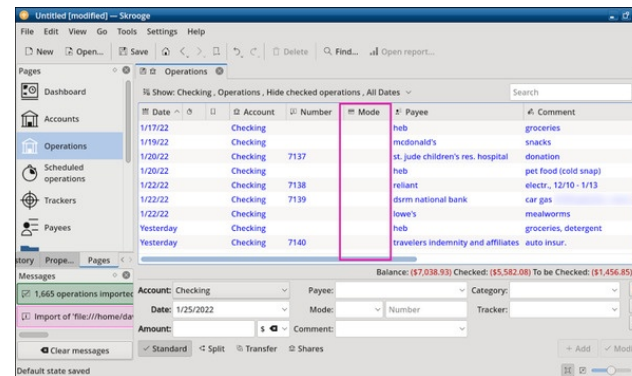 Untitled [modified] — Skrooge
File Edit View Go Tools Settings Help
New Open... Save Delete Find... Open report...
Pages
Operations
Dashboard
Accounts
Operations
Scheduled
operations
Trackers
Payees
Show: Checking , Operations , Hide checked operations , All Dates
Search
Date Account Number Mode Payee Comment
1/17/22 Checking heb groceries
1/19/22 Checking mcdonald's snacks
1/20/22 Checking 7137 st. jude children's res. hospital donation
1/20/22 Checking heb pet food (cold snap)
1/22/22 Checking 7138 reliant electr., 12/10 - 1/13
1/22/22 Checking 7139 dsrm national bank car gas
1/22/22 Checking lowe's mealworms
Yesterday Checking heb groceries, detergent
Yesterday Checking 7140 travelers indemnity and affiliates auto insur.
tory Prope... Pages
Balance: ($7,038.93) Checked: ($5,582.08) To be Checked: ($1,456.85)
Messages
1,665 operations imported
Import of 'file:///home/da
Clear messages
Account: Checking Payee: Category:
Date: 1/25/2022 Mode: Number Tracker:
Amount: $ Comment:
Standard Split Transfer Shares
+ Add Modi
Default state saved